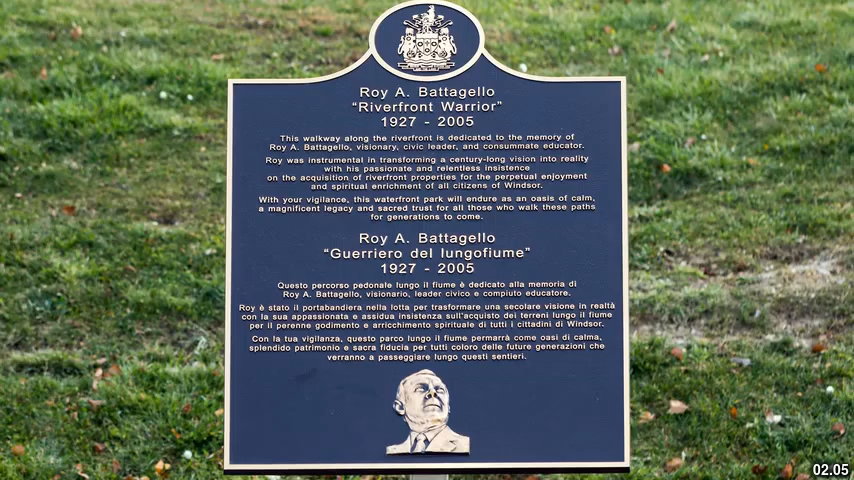 Roy A. Battagello
"Riverfront Warrior"
1927 - 2005
This walkway along the riverfront is dedicated to the memory of
Roy A. Battagello, visionary, civic leader, and consummate educator.
Roy was instrumental in transforming a century-long vision into reality
with his passionate and relentless insistence
on the acquisition of riverfront properties for the perpetual enjoyment
and spiritual enrichment of all citizens of Windsor.
With your vigilance, this waterfront park will endure as an oasis of calm,
a magnificent legacy and sacred trust for all those who walk these paths
for generations to come.
Roy A. Battagello
"Guerriero del lungofiume"
1927 - 2005
Questo percorso pedonale lungo il fiume è dedicato alla memoria di
Roy A. Battagello, visionario, leader civico e compiuto educatore.
Roy è stato il portabandiera nella lotta per trasformare una secolare visione in realtà
con la sua appassionata e assidua insistenza sull'acquisto dei terreni lungo il fiume
per il perenne godimento e arricchimento spirituale di tutti i cittadini di Windsor.
Con la tua vigilanza, questo parco lungo il fiume permarrà come oasi di calma,
splendido patrimonio e sacra fiducia per tutti coloro delle future generazioni che
verranno a passeggiare lungo questi sentieri.
02.05